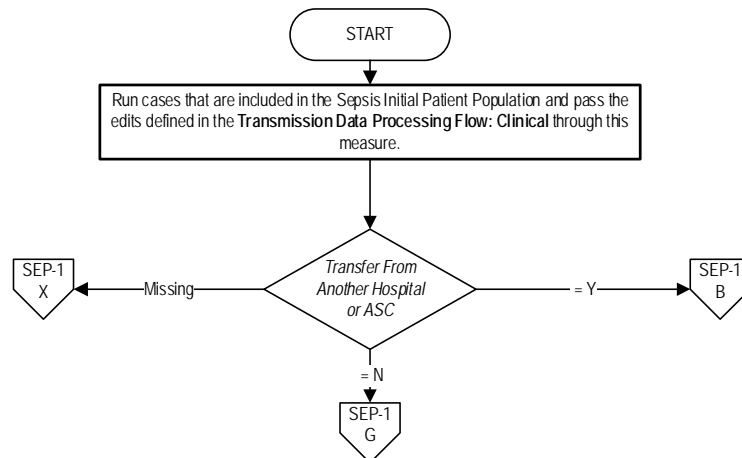 START
Run cases that are included in the Sepsis Initial Patient Population and pass the
edits defined in the Transmission Data Processing Flow: Clinical through this
measure.
Transfer From
Another Hospital
or ASC
SEP-1
X
Missing
= Y
SEP-1
B
= N
SEP-1
G